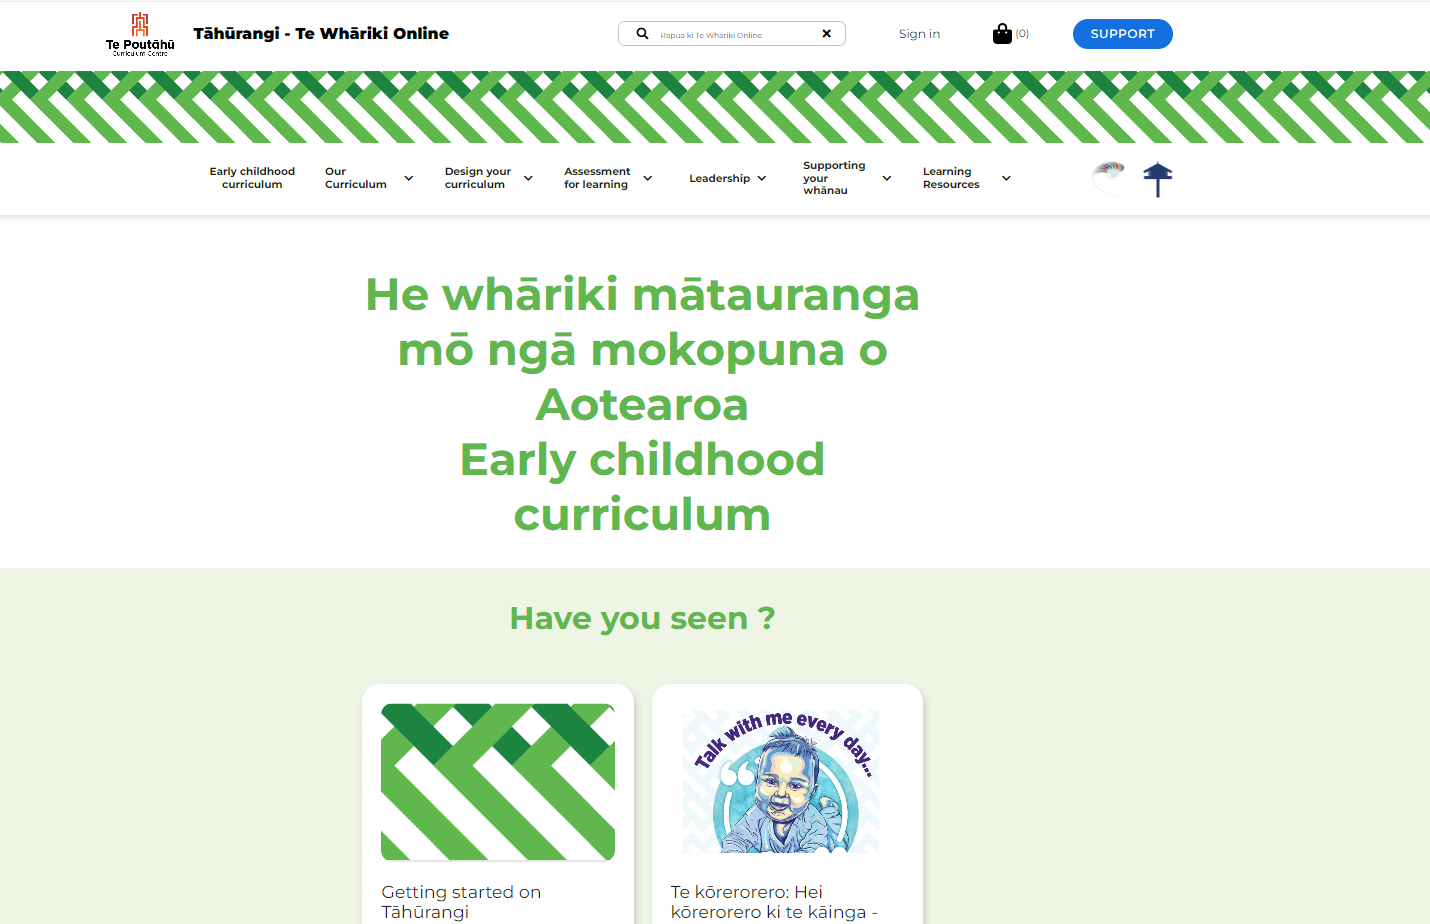 Te Poutāhū
Curriculum Centre
Tāhūrangi - Te Whāriki Online
Rapua ki Te Whāriki Online
Sign in
(0)
SUPPORT
Early childhood
curriculum
Our
Curriculum
Design your
curriculum
Assessment
for learning
Leadership
Supporting
your
whānau
Learning
Resources
He whāriki mātauranga
mō ngā mokopuna o
Aotearoa
Early childhood
curriculum
Have you seen ?
Talk with me every day...
Getting started on
Tāhūrangi
Te kōrerorero: Hei
kōrerorero ki te kāinga -